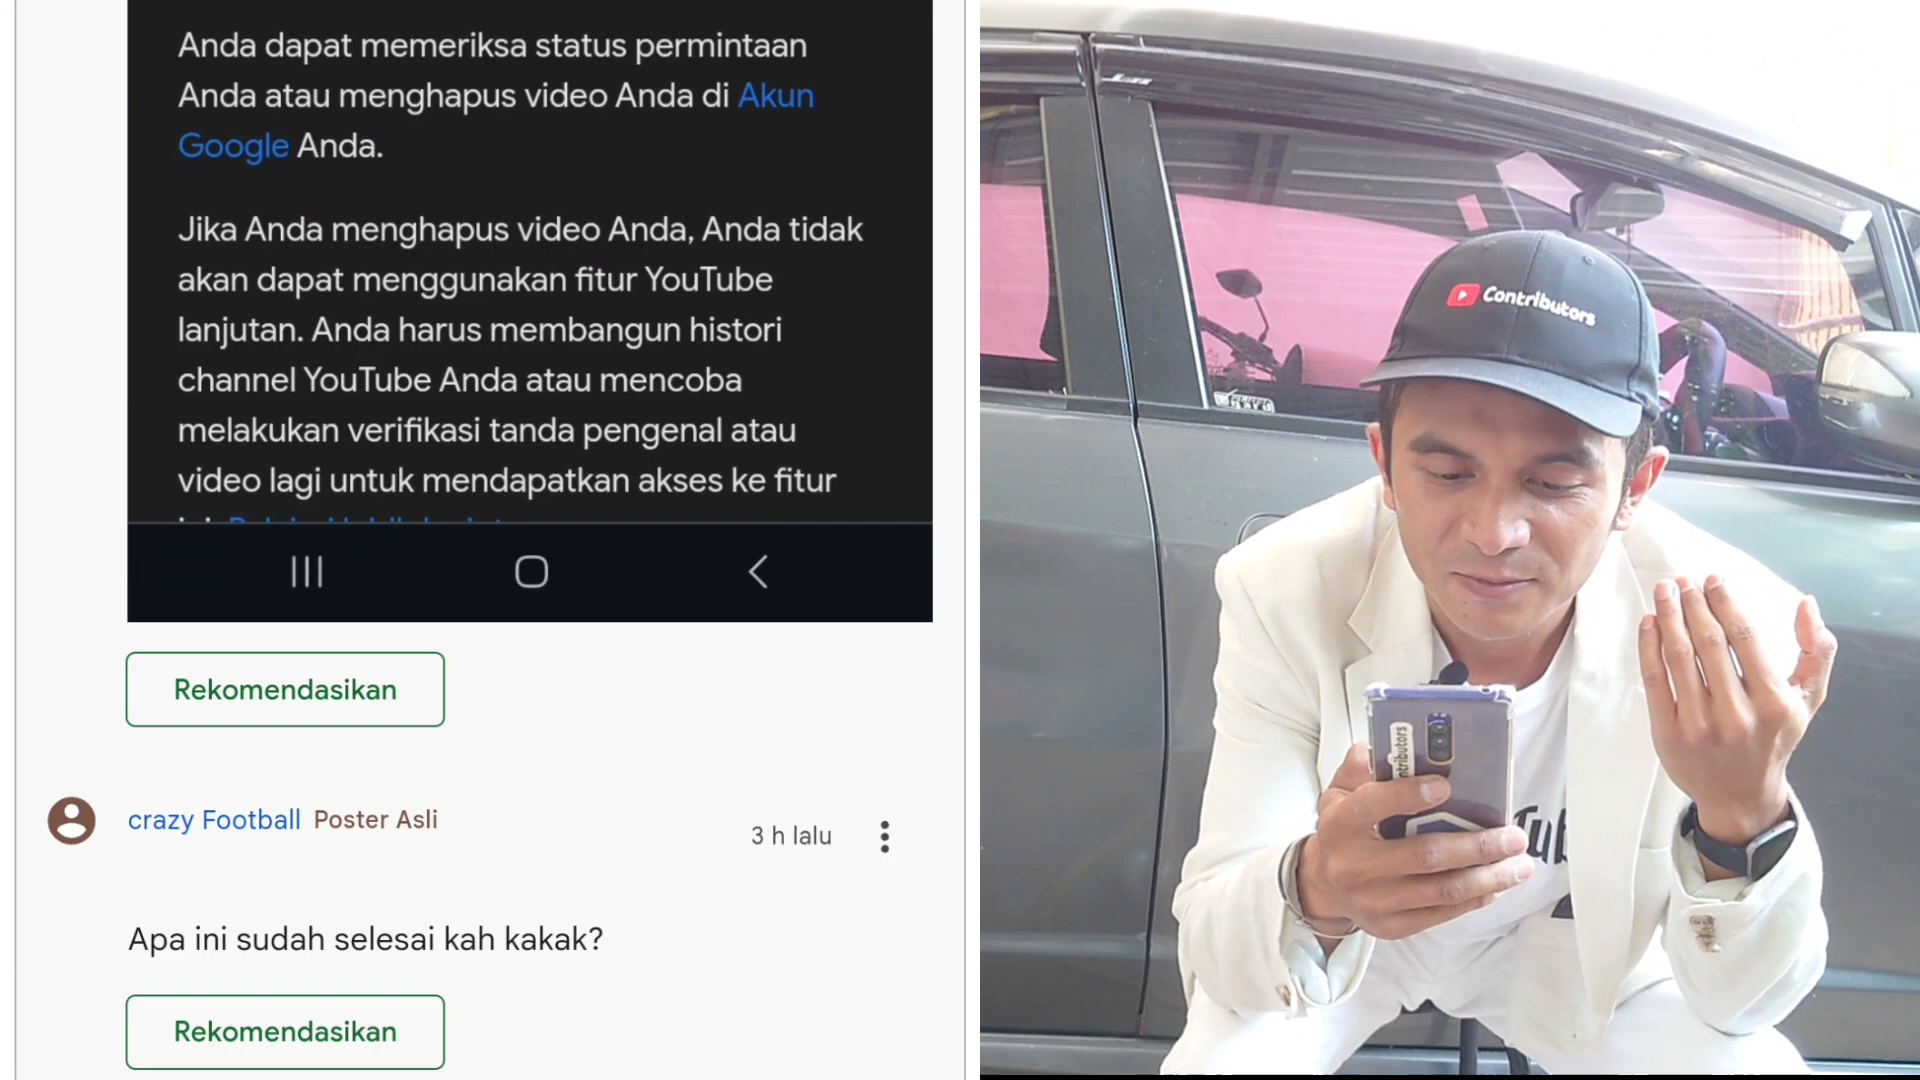 Anda dapat memeriksa status permintaan
Anda atau menghapus video Anda di Akun
Google Anda.
Jika Anda menghapus video Anda, Anda tidak
akan dapat menggunakan fitur YouTube
lanjutan. Anda harus membangun histori
channel YouTube Anda atau mencoba
melakukan verifikasi tanda pengenal atau
video lagi untuk mendapatkan akses ke fitur
Rekomendasikan
crazy Football Poster Asli
3 h lalu
Apa ini sudah selesai kah kakak?
Rekomendasikan
Contributors
ntributors